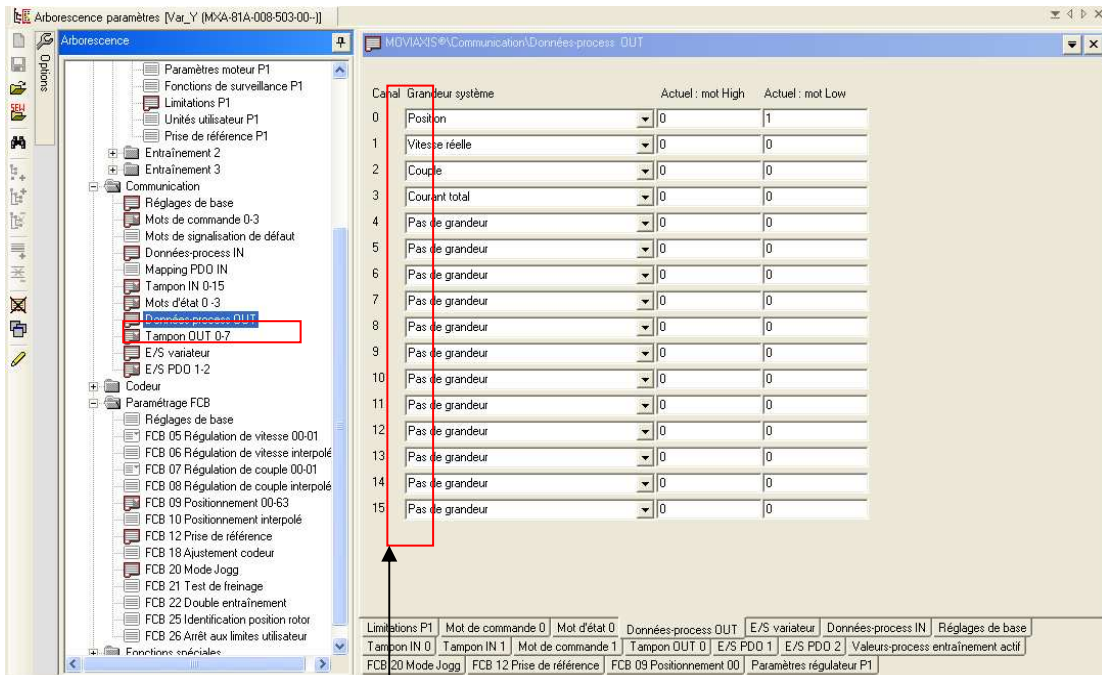 Arborescence paramètres [Var_Y (MXA-81A-008-503-00--)]
Options
Arborescence
Paramètres moteur P1
Fonctions de surveillance P1
Limitations P1
Unités utilisateur P1
Prise de référence P1
Entraînement 2
Entraînement 3
Communication
Réglages de base
Mots de commande 0-3
Mots de signalisation de défaut
Données-process IN
Mapping PDO IN
Tampon IN 0-15
Mots d'état 0 -3
Données-process OUT
Tampon OUT 0-7
E/S variateur
E/S PDO 1-2
Codeur
Paramétrage FCB
Réglages de base
FCB 05 Régulation de vitesse 00-01
FCB 06 Régulation de vitesse interpolé
FCB 07 Régulation de couple 00-01
FCB 08 Régulation de couple interpolé
FCB 09 Positionnement 00-63
FCB 10 Positionnement interpolé
FCB 12 Prise de référence
FCB 18 Ajustement codeur
FCB 20 Mode Jogg
FCB 21 Test de freinage
FCB 22 Double entraînement
FCB 25 Identification position rotor
FCB 26 Arrêt aux limites utilisateur
Fonctions spéciales
MOVIAXIS®\Communication\Données-process OUT
Canal Grandeur système Actuel : mot High Actuel : mot Low
0 Position 0 1
1 Vitesse réelle 0 0
2 Couple 0 0
3 Courant total 0 0
4 Pas de grandeur 0 0
5 Pas de grandeur 0 0
6 Pas de grandeur 0 0
7 Pas de grandeur 0 0
8 Pas de grandeur 0 0
9 Pas de grandeur 0 0
10 Pas de grandeur 0 0
11 Pas de grandeur 0 0
12 Pas de grandeur 0 0
13 Pas de grandeur 0 0
14 Pas de grandeur 0 0
15 Pas de grandeur 0 0
Limitations P1 Mot de commande 0 Mot d'état 0 Données-process OUT E/S variateur Données-process IN Réglages de base
Tampon IN 0 Tampon IN 1 Mot de commande 1 Tampon OUT 0 E/S PDO 1 E/S PDO 2 Valeurs-process entraînement actif
FCB 20 Mode Jogg FCB 12 Prise de référence FCB 09 Positionnement 00 Paramètres régulateur P1